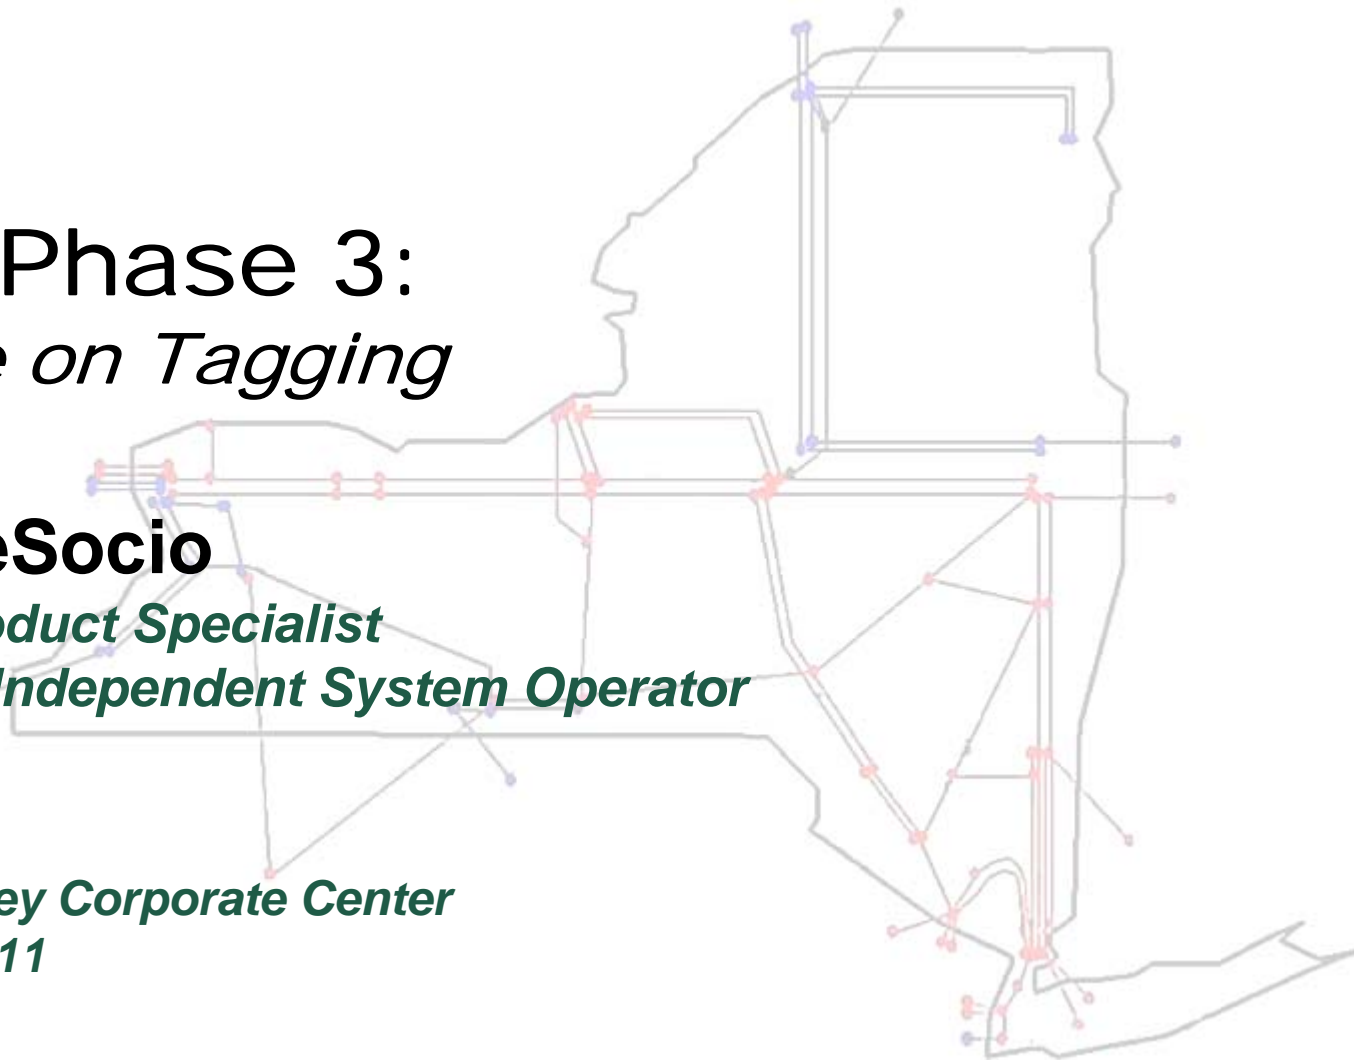 Phase 3:
e on Tagging
eSocio
oduct Specialist
Independent System Operator
ey Corporate Center
11